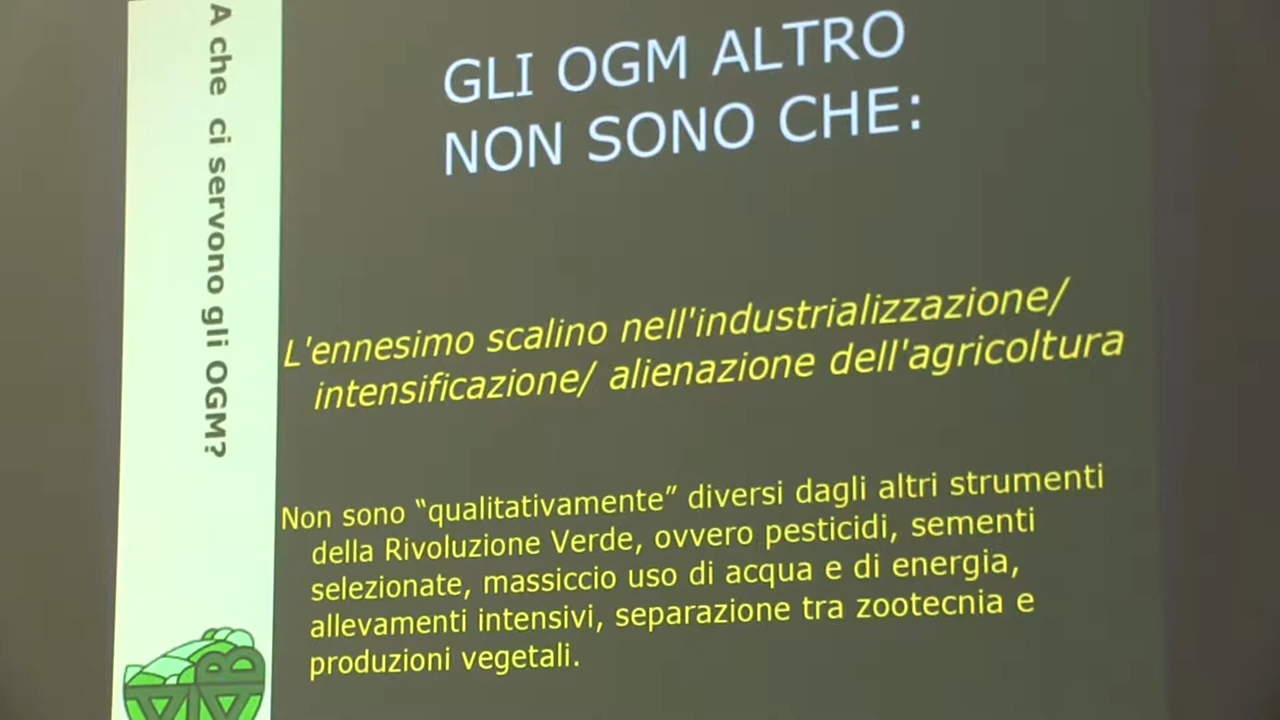 A che ci servono gli OGM?
GLI OGM ALTRO
NON SONO CHE:
L'ennesimo scalino nell'industrializzazione/
intensificazione/ alienazione dell'agricoltura
Non sono “qualitativamente” diversi dagli altri strumenti
della Rivoluzione Verde, ovvero pesticidi, sementi
selezionate, massiccio uso di acqua e di energia,
allevamenti intensivi, separazione tra zootecnia e
produzioni vegetali.